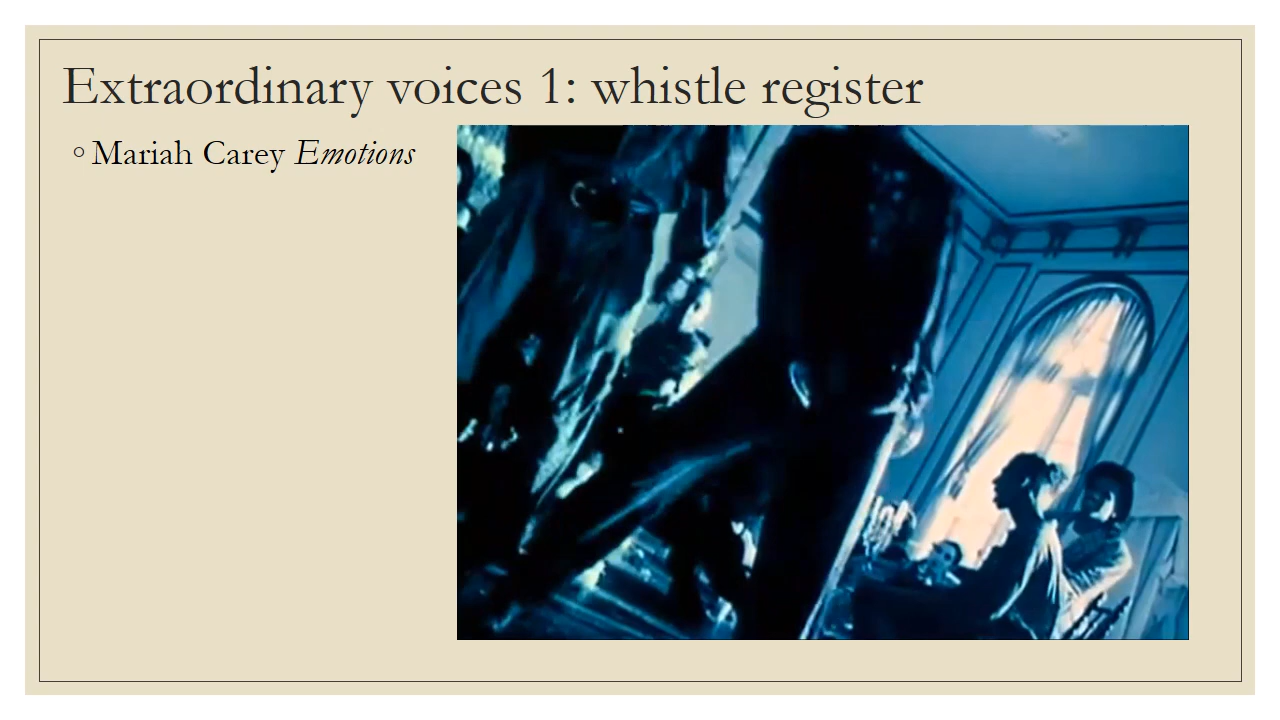 Extraordinary voices 1: whistle register
◦ Mariah Carey Emotions